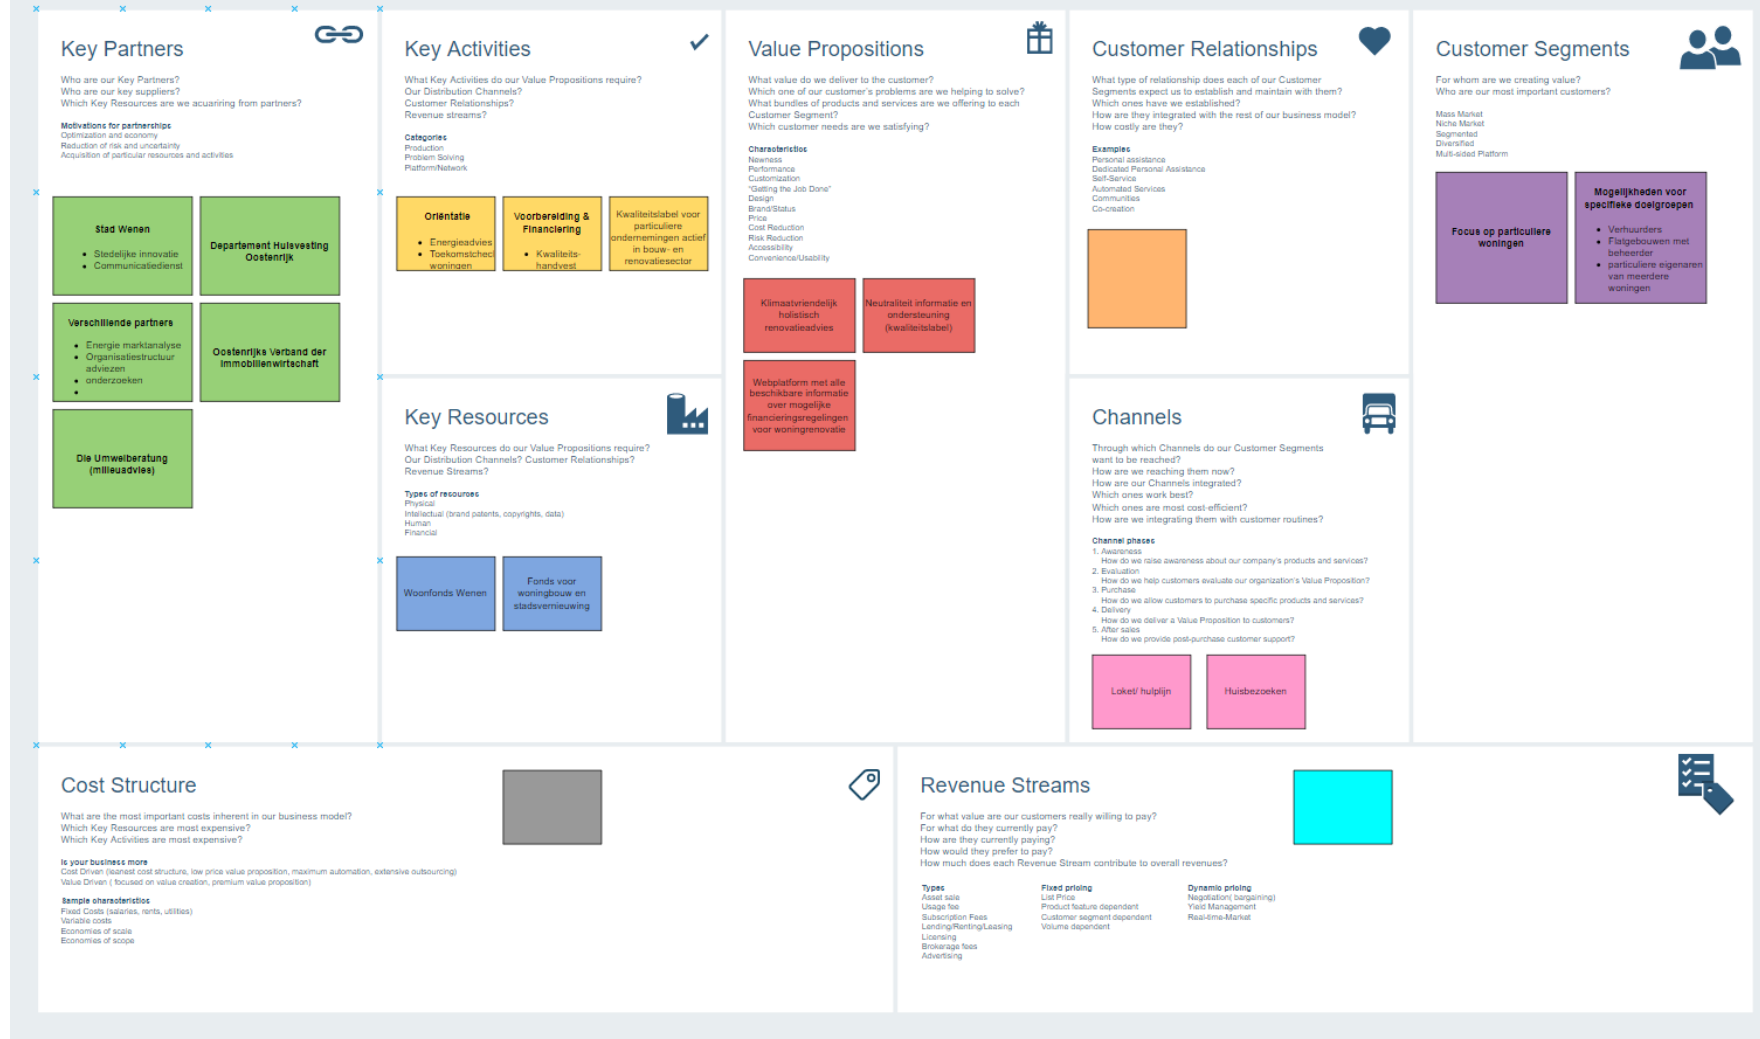 Key Partners
Who are our Key Partners?
Who are our key suppliers?
Which Key Resources are we acuariring from partners?
Motivations for partnerships
Optimization and economy
Reduction of risk and uncertainty
Acquisition of particular resources and activities
Stad Wenen
Stedelijke innovatie
Communicatiedienst
Departement Huisvesting
Oostenrijk
Verschillende partners
Energie marktanalyse
Organisatiestructuur
adviezen
onderzoeken
Oostenrijks Verband der
Immobilienwirtschaft
Die Umwelberatung
(milieuadvies)
Key Activities
What Key Activities do our Value Propositions require?
Our Distribution Channels?
Customer Relationships?
Revenue streams?
Categories
Production
Problem Solving
Platform/Network
Oriëntatie
Energieadvies
Toekomstchecl
woningen
Voorbereiding &
Financiering
Kwaliteits-
handvest
Kwaliteitslabel voor
particuliere
ondernemingen actief
in bouw- en
renovatiesector
Key Resources
What Key Resources do our Value Propositions require?
Our Distribution Channels? Customer Relationships?
Revenue Streams?
Types of resources
Physical
Intellectual (brand patents, copyrights, data)
Human
Financial
Woonfonds Wenen
Fonds voor
woningbouw en
stadsvernieuwing
Value Propositions
What value do we deliver to the customer?
Which one of our customer's problems are we helping to solve?
What bundles of products and services are we offering to each
Customer Segment?
Which customer needs are we satisfying?
Characteristics
Newness
Performance
Customization
"Getting the Job Done"
Design
Brand/Status
Price
Cost Reduction
Risk Reduction
Accessibility
Convenience/Usability
Klimaatvriendelijk
holistisch
renovatieadvies
Neutraliteit informatie en
ondersteuning
(kwaliteitslabel)
Webplatform met alle
beschikbare informatie
over mogelijke
financieringsregelingen
voor woningrenovatie
Customer Relationships
What type of relationship does each of our Customer
Segments expect us to establish and maintain with them?
Which ones have we established?
How are they integrated with the rest of our business model?
How costly are they?
Examples
Personal assistance
Dedicated Personal Assistance
Self-Service
Automated Services
Communities
Co-creation
Channels
Through which Channels do our Customer Segments
want to be reached?
How are we reaching them now?
How are our Channels integrated?
Which ones work best?
Which ones are most cost-efficient?
How are we integrating them with customer routines?
Channel phases
1. Awareness
How do we raise awareness about our company's products and services?
2. Evaluation
How do we help customers evaluate our organization's Value Proposition?
3. Purchase
How do we allow customers to purchase specific products and services?
4. Delivery
How do we deliver a Value Proposition to customers?
5. After sales
How do we provide post-purchase customer support?
Loket/ hulplijn
Huisbezoeken
Customer Segments
For whom are we creating value?
Who are our most important customers?
Mass Market
Niche Market
Segmented
Diversified
Multi-sided Platform
Focus op particuliere
woningen
Mogelijkheden voor
specifieke doelgroepen
Verhuurders
Flatgebouwen met
beheerder
particuliere eigenaren
van meerdere
woningen
Cost Structure
What are the most important costs inherent in our business model?
Which Key Resources are most expensive?
Which Key Activities are most expensive?
Is your business more
Cost Driven (leanest cost structure, low price value proposition, maximum automation, extensive outsourcing)
Value Driven ( focused on value creation, premium value proposition)
Sample characteristics
Fixed Costs (salaries, rents, utilities)
Variable costs
Economies of scale
Economies of scope
Revenue Streams
For what value are our customers really willing to pay?
For what do they currently pay?
How are they currently paying?
How would they prefer to pay?
How much does each Revenue Stream contribute to overall revenues?
Types
Asset sale
Usage fee
Subscription Fees
Lending/Renting/Leasing
Licensing
Brokerage fees
Advertising
Fixed pricing
List Price
Product feature dependent
Customer segment dependent
Volume dependent
Dynamic pricing
Negotiation( bargaining)
Yield Management
Real-time-Market